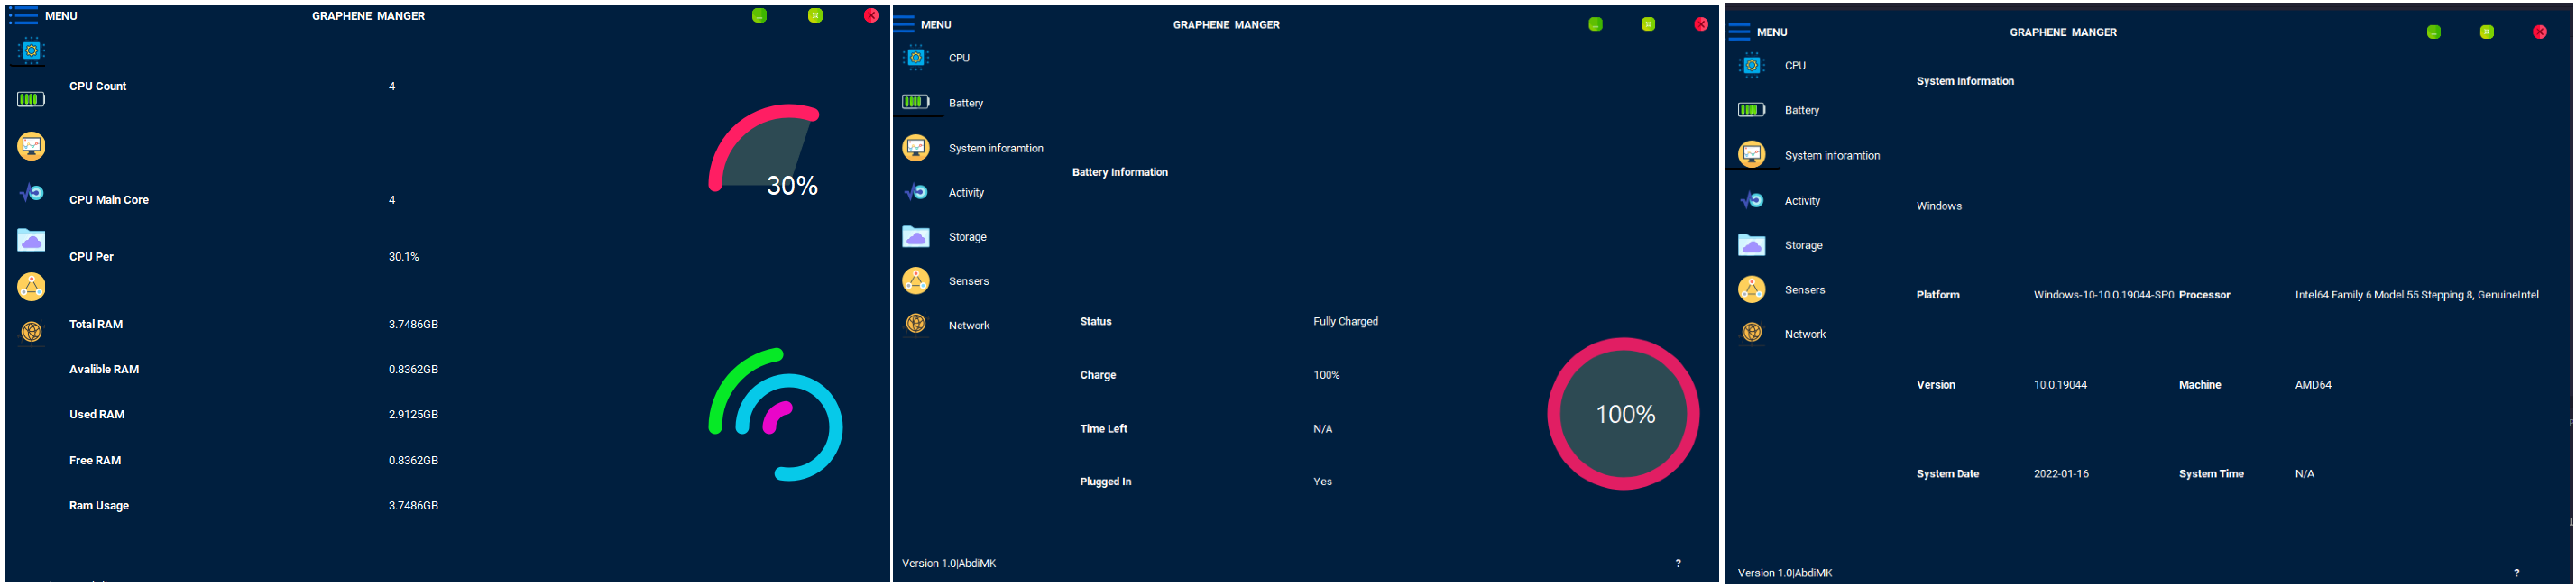 MENU GRAPHENE MANGER
CPU Count 4
30%
CPU Main Core 4
CPU Per 30.1%
Total RAM 3.7486GB
Avalible RAM 0.8362GB
Used RAM 2.9125GB
Free RAM 0.8362GB
Ram Usage 3.7486GB
MENU GRAPHENE MANGER
CPU
Battery
System inforamtion
Battery Information
Activity
Storage
Sensers
Network
Status Fully Charged
Charge 100%
100%
Time Left N/A
Plugged In Yes
Version 1.0|AbdiMK ?
MENU GRAPHENE MANGER
CPU
System Information
Battery
System inforamtion
Activity
Windows
Storage
Sensers
Network
Platform Windows-10-10.0.19044-SP0 Processor Intel64 Family 6 Model 55 Stepping 8, GenuineIntel
Version 10.0.19044 Machine AMD64
System Date 2022-01-16 System Time N/A
Version 1.0|AbdiMK ?